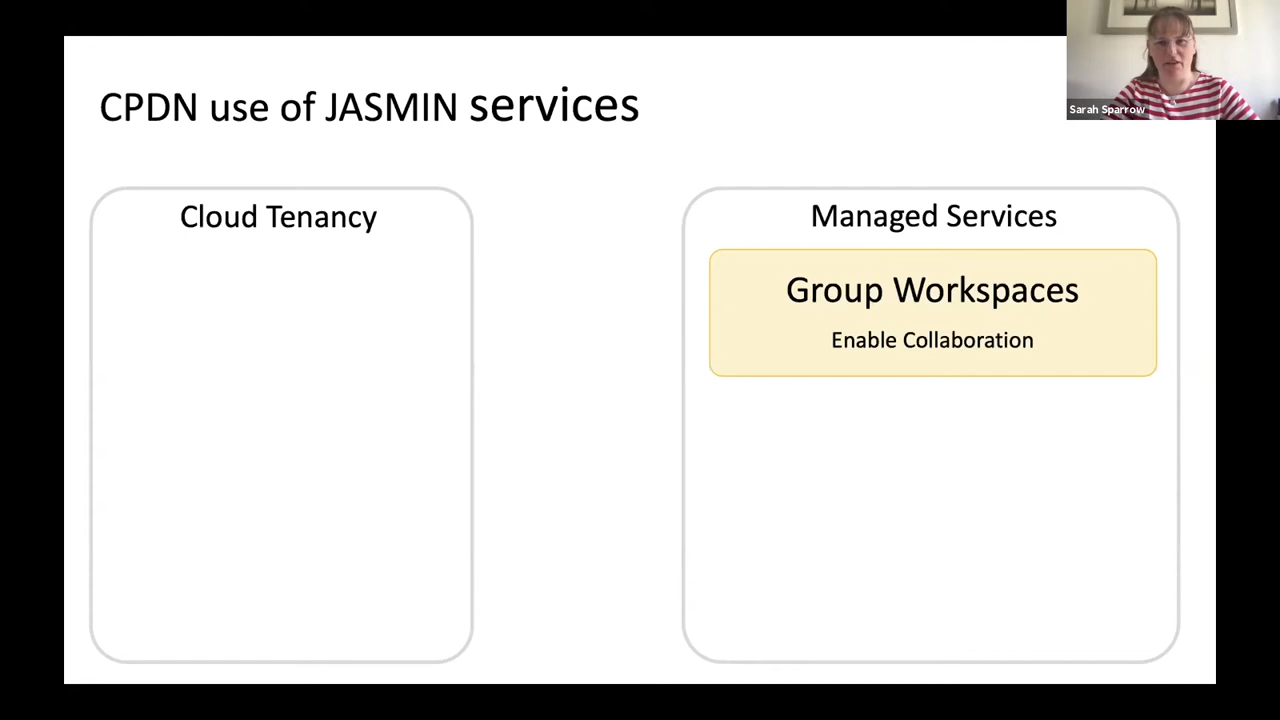 CPDN use of JASMIN services
Sarah Sparrow
Cloud Tenancy
Managed Services
Group Workspaces
Enable Collaboration